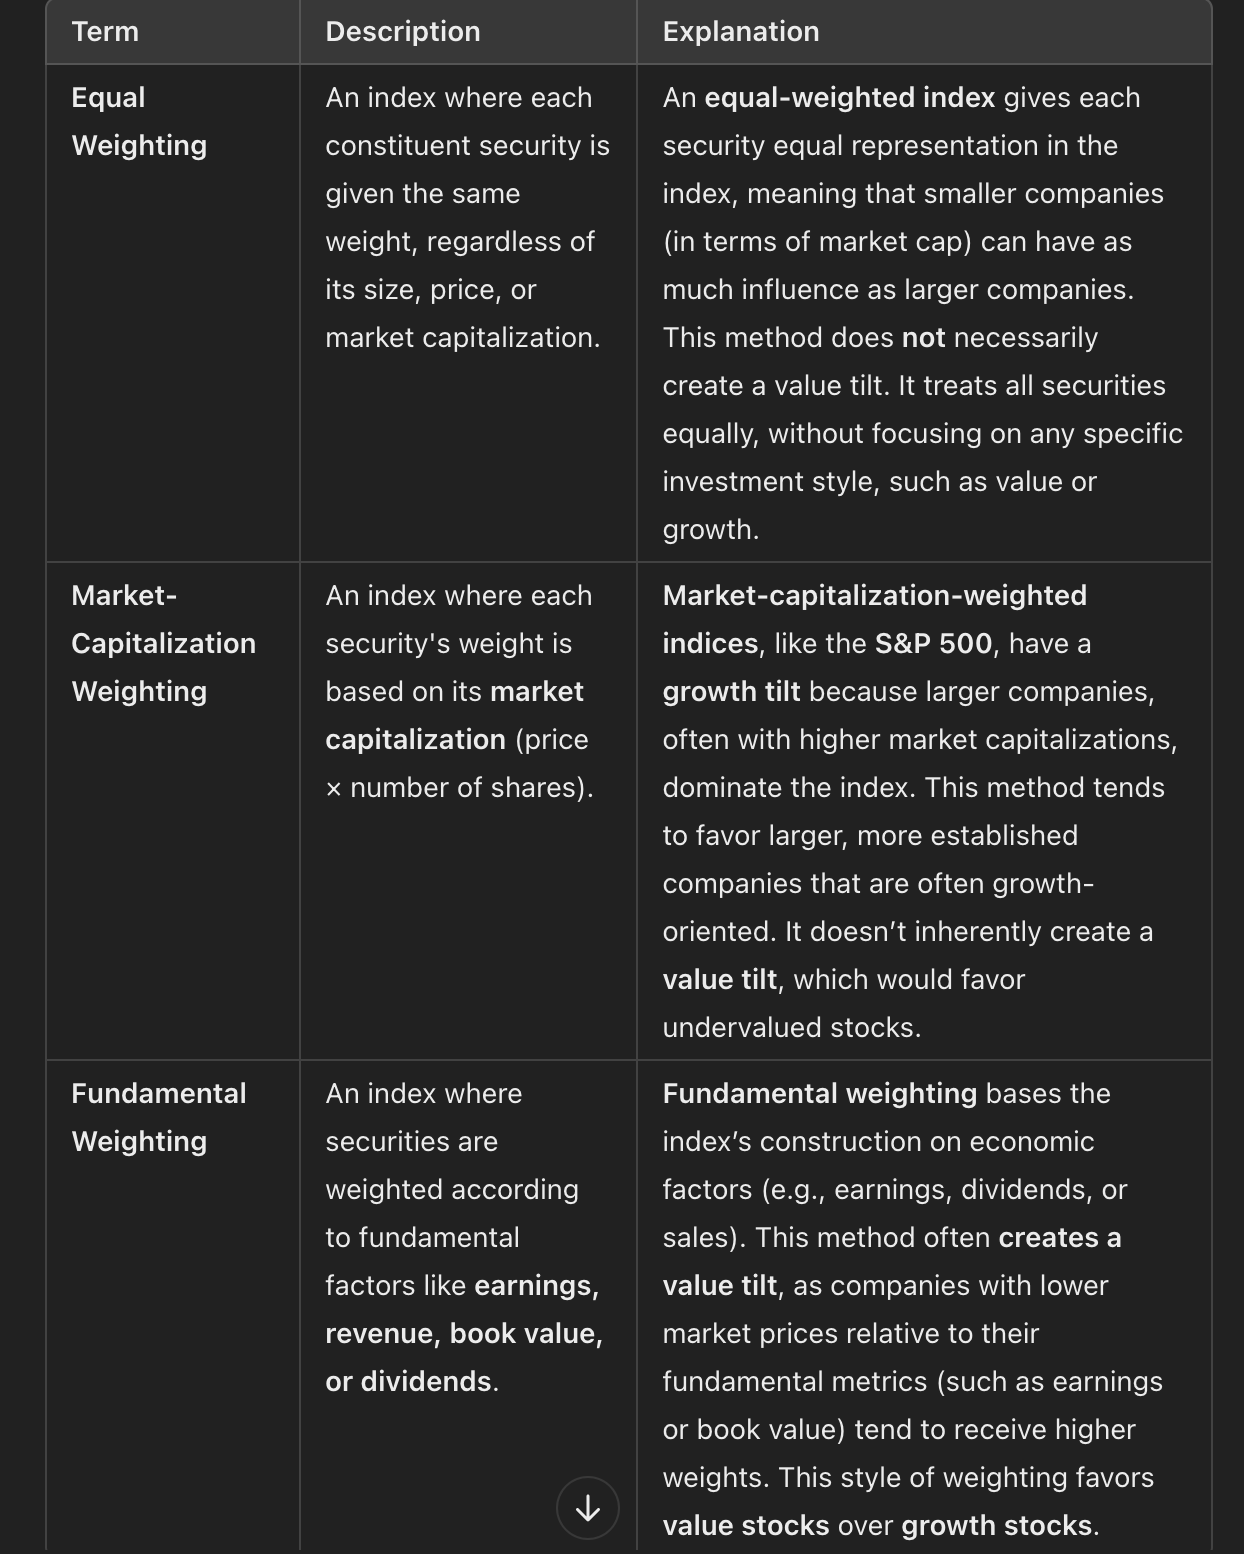 Term
Description
Explanation
Equal
Weighting
An index where each
constituent security is
given the same
weight, regardless of
its size, price, or
market capitalization.
An equal-weighted index gives each
security equal representation in the
index, meaning that smaller companies
(in terms of market cap) can have as
much influence as larger companies.
This method does not necessarily
create a value tilt. It treats all securities
equally, without focusing on any specific
investment style, such as value or
growth.
Market-
Capitalization
Weighting
An index where each
security's weight is
based on its market
capitalization (price
× number of shares).
Market-capitalization-weighted
indices, like the S&P 500, have a
growth tilt because larger companies,
often with higher market capitalizations,
dominate the index. This method tends
to favor larger, more established
companies that are often growth-
oriented. It doesn’t inherently create a
value tilt, which would favor
undervalued stocks.
Fundamental
Weighting
An index where
securities are
weighted according
to fundamental
factors like earnings,
revenue, book value,
or dividends.
Fundamental weighting bases the
index’s construction on economic
factors (e.g., earnings, dividends, or
sales). This method often creates a
value tilt, as companies with lower
market prices relative to their
fundamental metrics (such as earnings
or book value) tend to receive higher
weights. This style of weighting favors
value stocks over growth stocks.